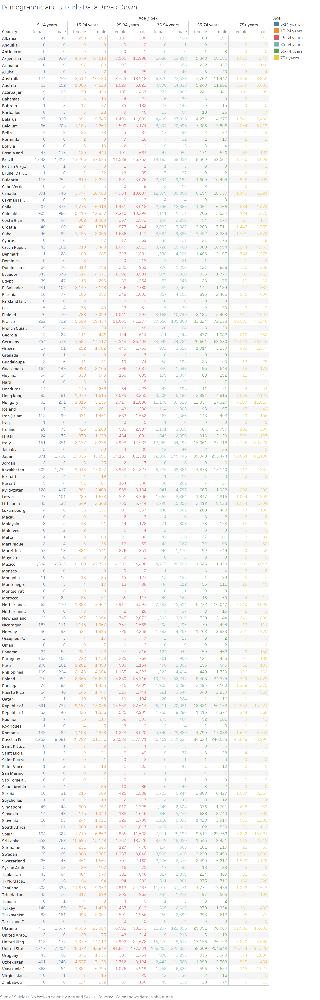 Demographic and Suicide Data Break Down
Age / Sex
Age
5-14 years 15-24 years 25-34 years 35-54 years 55-74 years 75+ years
5-14 years
15-24 years
25-34 years
35-54 years
55-74 years
75+ years
Country female male female male female male female male female male female male
Albania 21 40 253 293 139 288 173 418 68 196 39 42
Anguilla 0 0 0 0 0 0 0 1 0 1 0 0
Antigua an.. 0 0 0 0 0 1 0 6 1 3 0 0
Argentina 661 920 4,579 14,513 3,101 11,998 6,086 19,218 5,348 18,281 1,616 7,541
Armenia 8 19 57 183 95 312 183 656 222 457 90 140
Aruba 1 0 3 7 4 25 8 40 6 20 2 4
Australia 124 239 2,512 10,380 3,355 13,918 6,870 22,558 3,762 11,447 1,256 3,858
Austria 63 152 1,066 4,528 1,529 6,022 4,870 14,833 5,243 11,862 3,379 6,632
Azerbaijan 19 65 170 450 185 467 273 862 241 446 103 85
Bahamas 0 2 3 19 4 21 6 39 3 9 0 1
Bahrain 1 3 17 37 35 182 27 146 0 15 0 0
Barbados 0 3 5 23 9 46 13 64 10 25 0 7
Belarus 87 330 951 5,745 1,499 11,639 4,499 27,398 4,271 14,375 1,748 2,432
Belgium 66 203 1,188 4,263 2,500 8,174 8,394 20,095 7,386 13,806 3,054 6,819
Belize 4 8 26 73 5 87 13 92 2 32 1 9
Bermuda 0 0 2 3 7 18 7 32 1 17 2 2
Bolivia 0 0 3 10 2 9 9 13 3 4 0 1
Bosnia and .. 47 115 120 449 101 664 247 952 171 520 66 139
Brazil 1,642 1,813 13,266 37,685 11,538 46,752 19,185 68,052 8,560 32,562 1,760 8,009
British Virg.. 0 1 0 0 1 1 1 3 0 0 0 1
Brunei Daru.. 1 0 2 22 13 35 7 37 0 2 2 2
Bulgaria 115 252 819 2,234 891 3,076 2,594 9,182 4,600 10,494 2,826 5,785
Cabo Verde 0 3 1 5 0 8 2 18 2 1 0 2
Canada 391 746 3,777 16,608 4,954 19,697 12,399 38,059 6,154 18,930 1,443 5,224
Cayman Isl.. 0 0 0 7 0 3 4 4 0 0 0 1
Chile 207 375 1,776 6,918 1,451 8,012 2,596 12,865 1,054 6,766 234 1,872
Colombia 908 986 5,410 12,957 2,310 10,394 2,111 11,121 706 5,634 124 1,475
Costa Rica 48 84 382 1,360 257 1,572 284 2,200 94 870 16 179
Croatia 40 109 401 1,718 577 2,444 2,083 7,027 3,288 7,511 1,447 2,755
Cuba 96 89 1,456 2,066 1,686 4,141 3,684 9,886 3,452 8,289 1,301 5,272
Cyprus 0 0 8 47 17 69 34 121 21 75 2 18
Czech Repu.. 42 182 713 3,440 1,045 5,513 3,726 15,788 3,808 10,594 2,244 4,569
Denmark 11 28 189 685 323 1,281 1,538 4,200 1,486 3,197 782 1,577
Dominica 0 0 3 4 0 15 3 21 1 4 1 2
Dominican .. 64 70 318 788 230 959 270 1,360 127 838 30 258
Ecuador 545 576 3,617 4,971 1,392 3,934 979 3,928 335 1,777 89 452
Egypt 39 47 116 290 36 254 53 246 28 75 10 12
El Salvador 231 102 2,149 3,143 756 2,730 589 2,562 144 1,129 47 283
Estonia 16 77 186 982 248 1,602 857 4,163 895 2,466 575 604
Falkland Isl.. 0 0 0 1 0 0 0 0 0 0 0 0
Fiji 5 4 36 49 23 51 15 70 9 30 3 9
Finland 26 70 723 3,099 1,041 4,593 3,168 10,740 2,185 5,908 517 1,607
France 282 792 5,699 19,454 11,656 41,277 37,656 105,860 33,824 72,258 19,502 47,240
French Guia.. 5 14 24 39 18 48 20 64 3 20 1 8
Georgia 12 24 111 446 124 614 311 1,248 437 1,082 210 352
Germany 254 578 3,685 14,217 6,543 26,404 23,049 74,784 26,661 62,530 19,515 33,042
Greece 17 51 252 1,002 449 1,753 972 3,610 1,014 3,250 438 1,577
Grenada 0 1 1 3 2 7 0 13 0 9 1 1
Guadeloupe 2 6 11 41 19 74 58 194 28 109 13 28
Guatemala 164 149 993 2,106 396 1,637 336 1,693 96 643 18 172
Guyana 54 34 333 543 158 695 199 1,004 68 292 11 47
Haiti 0 0 3 3 1 5 2 5 1 7 0 1
Honduras 14 12 140 258 64 223 43 198 11 71 4 34
Hong Kong .. 85 81 1,070 1,615 2,023 3,255 3,508 6,186 2,891 4,816 2,038 2,123
Hungary 82 291 1,315 5,155 2,710 11,838 11,106 39,528 12,357 27,320 7,297 11,019
Iceland 1 7 22 201 43 200 104 305 93 195 17 42
Iran (Islami.. 112 99 931 1,451 633 1,552 463 1,366 143 403 40 106
Iraq 1 0 0 1 0 0 1 0 0 0 0 0
Ireland 20 75 425 2,269 533 2,537 1,101 3,839 667 2,097 102 295
Israel 24 75 379 1,628 464 1,691 845 2,856 916 2,130 528 1,127
Italy 151 351 2,137 8,236 3,993 14,933 12,069 34,497 15,061 37,718 7,106 20,822
Jamaica 5 6 6 30 4 36 12 49 3 35 2 10
Japan 871 1,730 19,836 43,895 34,169 81,331 82,850 245,745 99,943 205,474 60,664 61,106
Jordan 2 5 5 25 2 17 6 18 0 6 0 1
Kazakhstan 509 1,739 5,013 17,077 3,963 24,827 6,725 38,881 4,878 15,140 2,112 2,287
Kiribati 2 4 4 19 2 7 1 10 1 3 0 0
Kuwait 5 4 51 87 154 300 98 281 7 26 0 0
Kyrgyzstan 128 417 881 2,409 568 3,134 941 4,787 665 1,922 292 292
Latvia 27 101 289 1,673 501 3,306 1,665 8,364 1,847 4,816 1,064 1,208
Lithuania 45 138 549 3,368 755 5,744 2,798 15,356 2,412 8,133 1,164 1,704
Luxembourg 4 6 35 155 86 257 246 661 209 443 77 188
Macau 0 0 0 2 2 3 4 6 3 2 3 2
Malaysia 2 5 43 91 49 172 71 303 38 128 13 24
Maldives 0 2 2 4 1 4 2 4 0 0 1 0
Malta 1 1 8 60 21 90 47 190 27 101 7 34
Martinique 2 4 5 35 16 69 42 167 32 109 7 50
Mauritius 53 18 381 541 276 851 240 1,176 99 349 20 58
Mayotte 0 0 0 0 0 2 0 3 0 0 0 1
Mexico 1,504 2,613 8,168 27,730 4,338 24,436 4,767 26,705 1,546 11,429 296 3,947
Monaco 0 0 2 0 0 0 1 2 3 4 3 2
Mongolia 11 16 18 85 15 127 15 127 1 29 3 3
Montenegro 0 5 4 17 13 38 44 112 55 111 28 45
Montserrat 0 0 0 0 0 0 0 1 0 0 0 0
Morocco 10 22 85 101 35 117 49 164 16 50 4 11
Netherlands 65 170 1,388 3,462 2,912 6,593 7,783 15,614 6,232 10,047 2,240 3,699
Netherland.. 0 0 3 7 2 28 7 37 3 15 2 3
New Zealand 62 110 857 2,994 745 2,673 1,303 3,910 720 2,144 249 680
Nicaragua 183 111 1,146 1,967 357 1,568 298 1,295 70 494 13 111
Norway 36 92 521 1,895 726 2,258 1,783 4,269 1,268 2,823 351 970
Occupied P.. 2 3 4 17 6 7 2 15 0 2 0 0
Oman 0 0 0 7 0 13 0 9 0 2 0 2
Panama 24 52 222 723 97 816 124 942 59 462 20 150
Paraguay 153 106 728 1,158 235 764 301 900 124 453 22 138
Peru 208 181 1,261 1,490 508 1,154 490 1,383 156 645 52 183
Philippines 199 294 2,143 4,964 1,135 4,223 1,222 4,494 448 1,720 126 362
Poland 210 954 2,366 16,623 3,230 25,316 10,410 62,247 8,408 34,374 2,349 6,075
Portugal 74 83 594 1,455 716 2,401 1,905 5,887 2,495 7,160 1,368 4,275
Puerto Rico 14 46 146 1,047 218 1,744 521 3,544 340 2,250 58 910
Qatar 2 1 10 98 19 184 20 224 1 16 0 1
Republic of .. 691 737 9,187 15,056 15,553 27,614 26,211 70,081 18,421 50,153 12,552 15,474
Republic of .. 53 140 426 1,556 536 2,901 1,755 8,380 1,416 4,372 344 568
Reunion 1 7 35 116 52 203 105 464 52 181 9 41
Rodrigues 1 0 4 5 3 9 2 14 2 3 0 0
Romania 132 482 1,103 4,878 1,223 8,020 4,340 25,380 4,790 17,088 1,602 3,755
Russian Fe.. 2,252 8,081 26,782 151,256 33,539 257,871 86,469 511,637 84,628 246,633 45,848 45,996
Saint Kitts .. 0 1 1 2 1 4 4 5 0 6 0 1
Saint Lucia 1 3 9 31 6 49 9 77 6 38 4 11
Saint Pierre.. 0 0 0 1 0 2 0 1 1 0 0 0
Saint Vince.. 1 2 1 18 1 32 7 45 1 10 0 6
San Marino 0 0 0 2 1 2 1 3 4 7 0 6
Sao Tome a.. 0 0 0 1 0 1 1 1 0 0 0 0
Saudi Arabia 3 4 5 26 10 36 6 40 3 2 0 0
Serbia 10 31 215 909 425 1,538 1,703 5,244 2,803 6,427 1,607 3,267
Seychelles 1 0 2 13 2 17 4 43 0 12 0 4
Singapore 49 48 600 767 810 1,325 1,349 2,504 976 1,701 628 753
Slovakia 14 48 146 1,040 188 1,646 846 5,239 623 2,740 207 700
Slovenia 16 55 244 1,021 328 1,706 1,216 5,093 1,428 3,914 553 1,231
South Africa 62 101 569 1,465 343 1,817 407 1,695 162 529 59 112
Spain 104 324 1,710 6,862 2,835 11,632 7,911 25,199 9,512 23,762 5,222 15,024
Sri Lanka 652 763 10,685 15,148 4,767 13,526 3,629 18,050 1,546 8,951 515 2,515
Suriname 40 33 231 366 127 476 154 663 101 210 22 69
Sweden 65 69 1,008 2,387 1,337 3,646 3,995 9,490 3,230 7,490 1,551 3,532
Switzerland 25 45 451 1,564 707 2,160 2,476 6,370 2,490 5,217 1,590 3,122
Syrian Arab.. 5 23 29 107 16 75 17 96 13 28 3 5
Tajikistan 43 84 484 570 331 848 327 1,309 224 409 81 63
TFYR Mace.. 15 16 94 194 94 303 301 881 375 716 162 326
Thailand 808 838 11,676 19,953 7,813 24,487 11,010 31,471 4,774 13,434 1,092 2,543
Trinidad an.. 45 26 317 699 205 963 234 1,222 97 503 32 104
Tunisia 0 1 4 9 4 6 1 5 0 2 0 0
Turkey 140 150 724 1,458 467 1,613 699 2,605 379 1,334 160 402
Turkmenist.. 82 181 993 2,004 501 1,956 450 2,399 293 613 95 77
Turks and C.. 0 0 1 1 0 0 0 4 0 0 0 0
Ukraine 462 1,697 4,696 25,884 6,591 50,273 21,287 122,995 25,991 76,080 12,582 16,632
United Arab.. 2 0 29 75 43 214 19 216 5 18 0 1
United King.. 112 177 3,379 14,112 5,992 24,672 15,470 48,615 13,156 26,723 5,270 8,636
United Stat.. 2,717 7,304 28,372 143,849 41,872 177,341 105,365 322,821 58,509 204,949 16,774 91,528
Uruguay 43 68 371 1,536 386 1,754 978 3,253 936 3,348 374 1,600
Uzbekistan 401 1,246 4,537 7,133 2,712 8,124 2,442 11,566 1,390 3,563 515 434
Venezuela (.. 368 484 1,884 6,295 1,076 5,919 1,258 6,825 596 3,654 118 1,027
Virgin Islan.. 0 1 1 15 2 20 12 36 3 16 1 6
Zimbabwe 6 6 124 132 59 150 45 132 20 74 3 13
Sum of Suicides No broken down by Age and Sex vs. Country. Color shows details about Age.